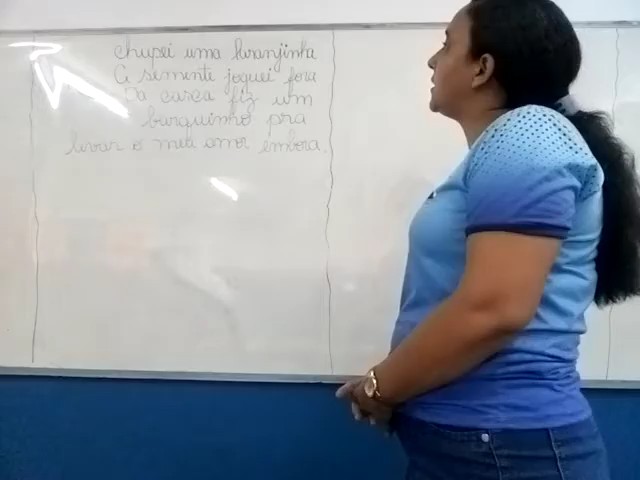 chupei uma laranjinha
A semente joguei fora
Da casca fiz um
barquinho pra
levar o meu amor embora.